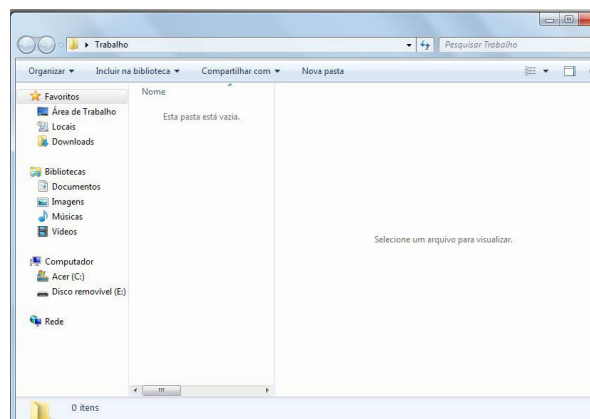 Trabalho
Pesquisar Trabalho
Organizar
Incluir na biblioteca
Compartilhar com
Nova pasta
Favoritos
Área de Trabalho
Locais
Downloads
Bibliotecas
Documentos
Imagens
Músicas
Vídeos
Computador
Acer (C:)
Disco removível (E:)
Rede
Nome
Esta pasta está vazia.
Selecione um arquivo para visualizar.
0 itens